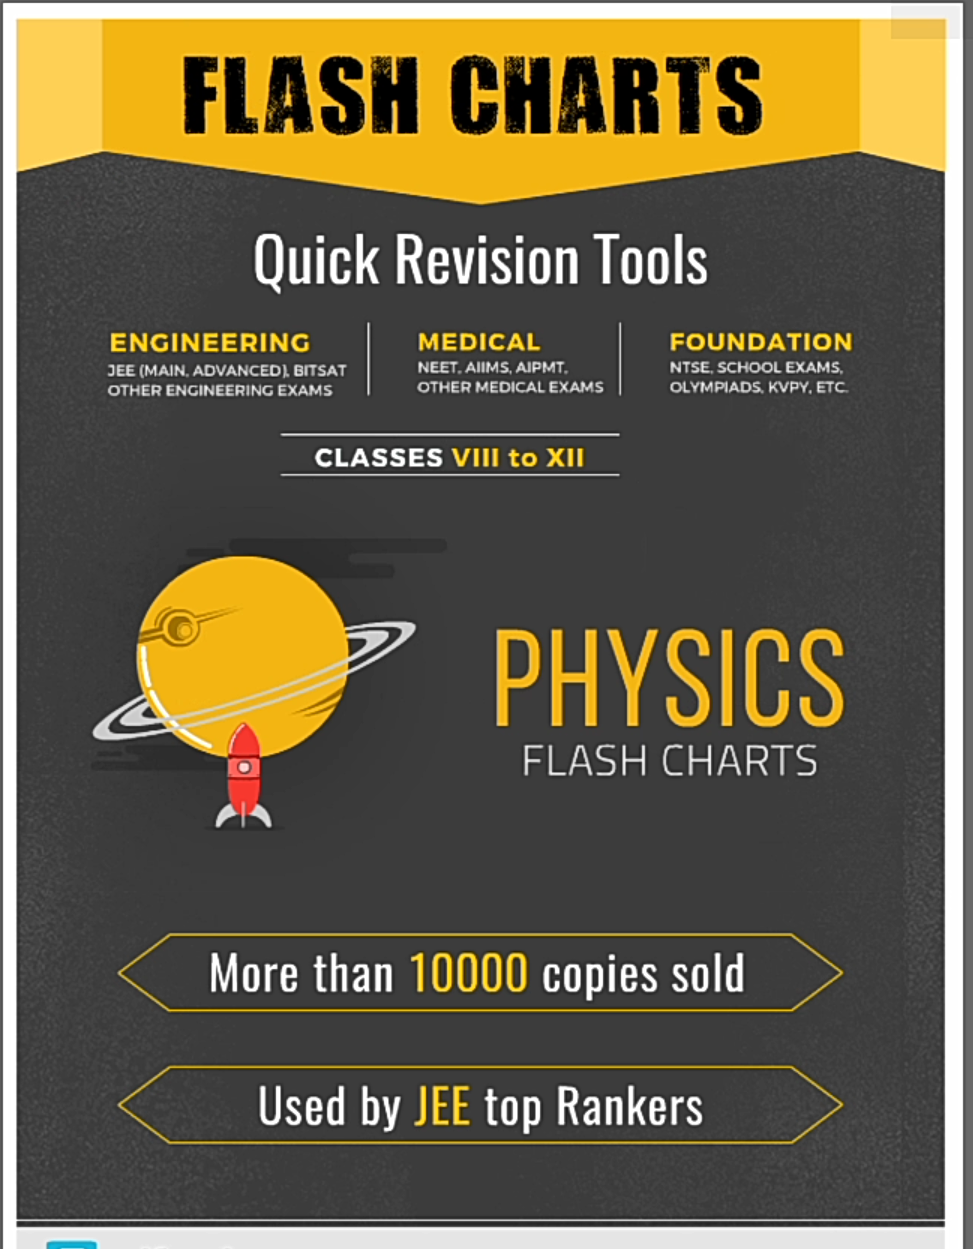 FLASH CHARTS
Quick Revision Tools
ENGINEERING
JEE (MAIN, ADVANCED), BITSAT
OTHER ENGINEERING EXAMS
MEDICAL
NEET, AIIMS, AIPMT,
OTHER MEDICAL EXAMS
FOUNDATION
NTSE, SCHOOL EXAMS,
OLYMPIADS, KVPY, ETC.
CLASSES VIII to XII
PHYSICS
FLASH CHARTS
More than 10000 copies sold
Used by JEE top Rankers